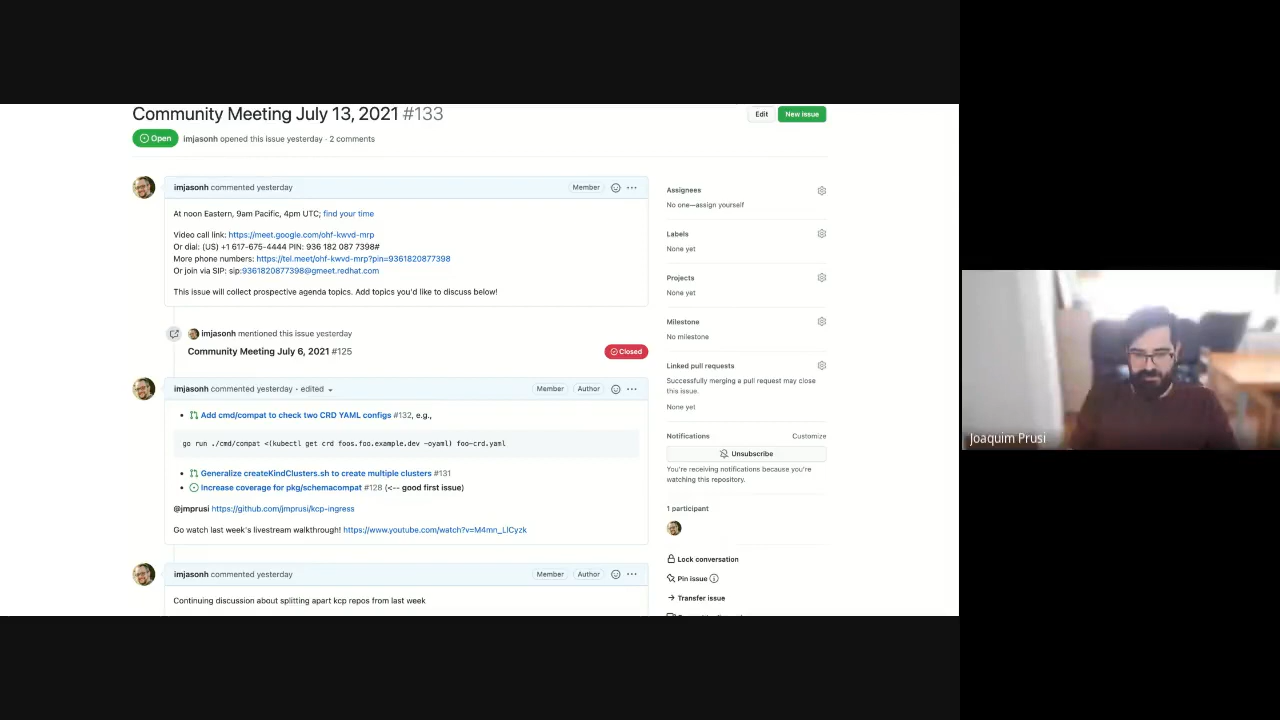 Community Meeting July 13, 2021 #133
Edit
New issue
Open
imjasonh opened this issue yesterday · 2 comments
imjasonh commented yesterday
Member
At noon Eastern, 9am Pacific, 4pm UTC; find your time
Video call link: https://meet.google.com/ohf-kwvd-mrp
Or dial: (US) +1 617-675-4444 PIN: 936 182 087 7398#
More phone numbers: https://tel.meet/ohf-kwvd-mrp?pin=9361820877398
Or join via SIP: sip:9361820877398@gmeet.redhat.com
This issue will collect prospective agenda topics. Add topics you'd like to discuss below!
imjasonh mentioned this issue yesterday
Community Meeting July 6, 2021 #125
Closed
imjasonh commented yesterday · edited
Member
Author
Add cmd/compat to check two CRD YAML configs #132, e.g.,
go run ./cmd/compat <(kubectl get crd foos.foo.example.dev -oyaml) foo-crd.yaml
Generalize createKindClusters.sh to create multiple clusters #131
Increase coverage for pkg/schemacompat #128 (<-- good first issue)
@jmprusi https://github.com/jmprusi/kcp-ingress
Go watch last week's livestream walkthrough! https://www.youtube.com/watch?v=M4mn_LlCyzk
imjasonh commented yesterday
Member
Author
Continuing discussion about splitting apart kcp repos from last week
Assignees
No one—assign yourself
Labels
None yet
Projects
None yet
Milestone
No milestone
Linked pull requests
Successfully merging a pull request may close
this issue.
None yet
Notifications
Customize
Unsubscribe
You're receiving notifications because you're
watching this repository.
1 participant
Lock conversation
Pin issue
Transfer issue
Joaquim Prusi